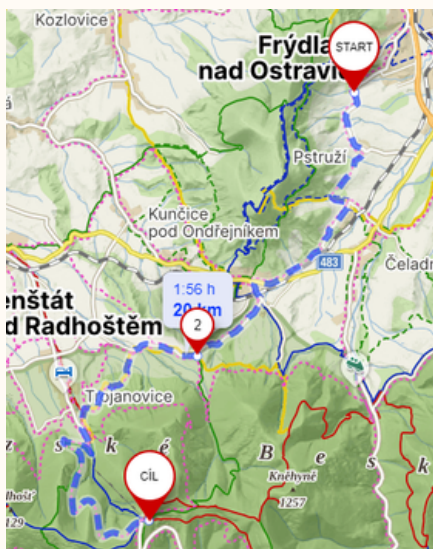 Kozlovice
Frýdla
START
nad Ostravic
Pstruží
Kunčice
pod Ondřejníkem
483
Čeladn
1:56 h
20 km
enštát
d Radhoštěm
2
Trojanovice
z s k é B e s k
CÍL
Kněhyně
1257
dhošť
129